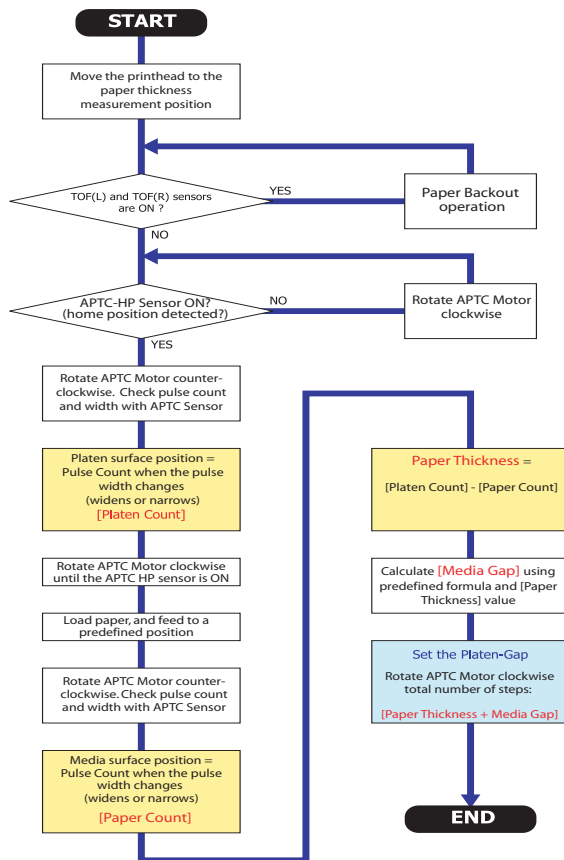 START
Move the printhead to the
paper thickness
measurement position
TOF(L) and TOF(R) sensors
are ON ?
YES
Paper Backout
operation
NO
APTC-HP Sensor ON?
(home position detected?)
NO
Rotate APTC Motor
clockwise
YES
Rotate APTC Motor counter-
clockwise. Check pulse count
and width with APTC Sensor
Platen surface position =
Pulse Count when the pulse
width changes
(widens or narrows)
[Platen Count]
Rotate APTC Motor clockwise
until the APTC HP sensor is ON
Load paper, and feed to a
predefined position
Rotate APTC Motor counter-
clockwise. Check pulse count
and width with APTC Sensor
Media surface position =
Pulse Count when the pulse
width changes
(widens or narrows)
[Paper Count]
Paper Thickness =
[Platen Count] - [Paper Count]
Calculate [Media Gap] using
predefined formula and [Paper
Thickness] value
Set the Platen-Gap
Rotate APTC Motor clockwise
total number of steps:
[Paper Thickness + Media Gap]
END